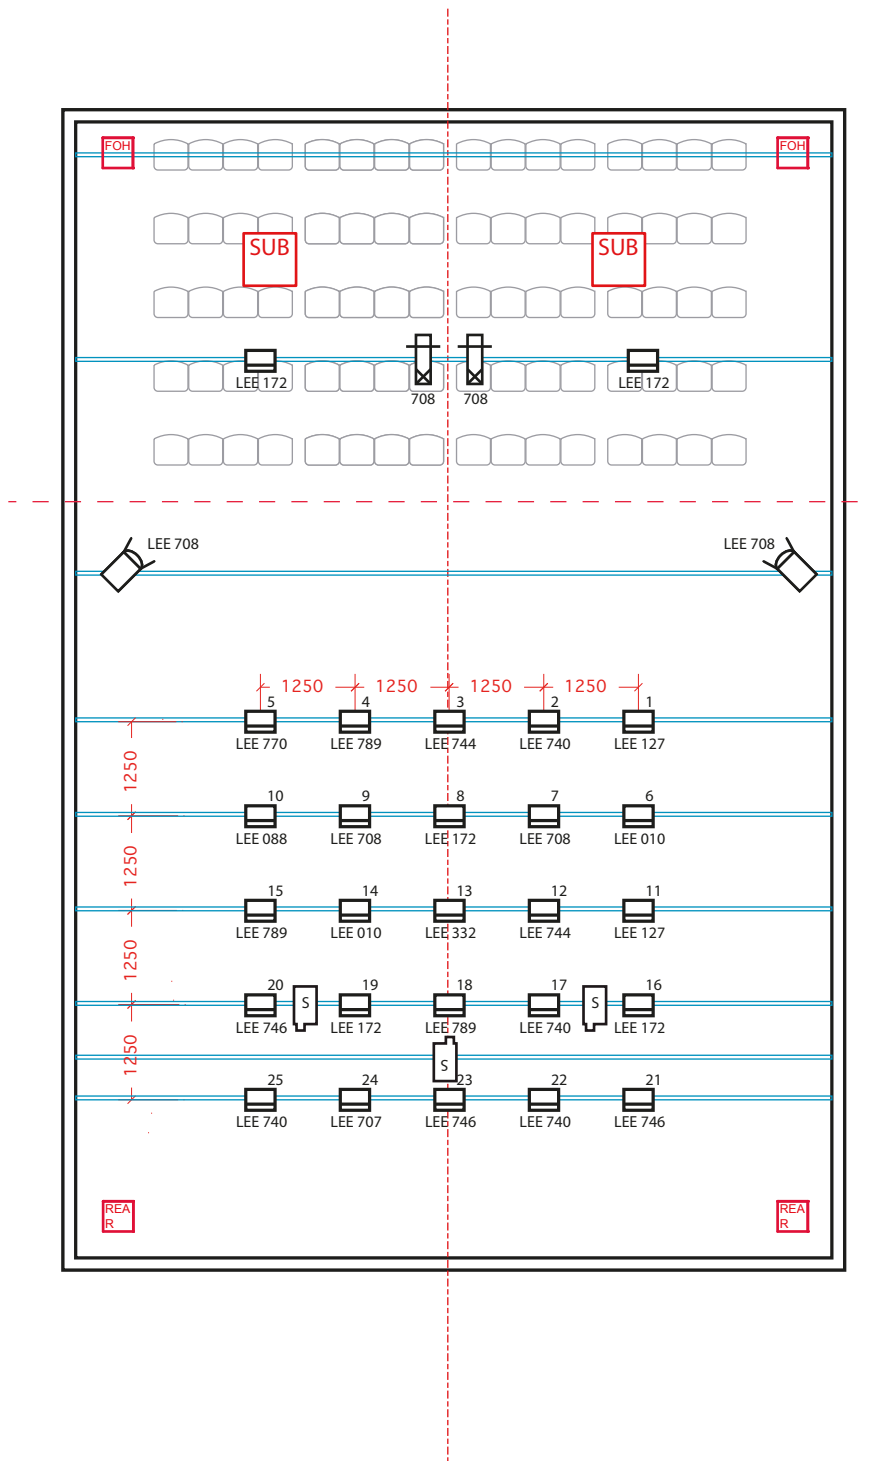 FOH FOH
SUB SUB
LEE 172 LEE 172
708 708
LEE 708 LEE 708
1250 1250 1250 1250
5 4 3 2 1
LEE 770 LEE 789 LEE 744 LEE 740 LEE 127
1250
10 9 8 7 6
LEE 088 LEE 708 LEE 172 LEE 708 LEE 010
1250
15 14 13 12 11
LEE 789 LEE 010 LEE 332 LEE 744 LEE 127
1250
20 19 18 17 16
S S
LEE 746 LEE 172 LEE 789 LEE 740 LEE 172
1250
S
25 24 23 22 21
LEE 740 LEE 707 LEE 746 LEE 740 LEE 746
REA REA
R R